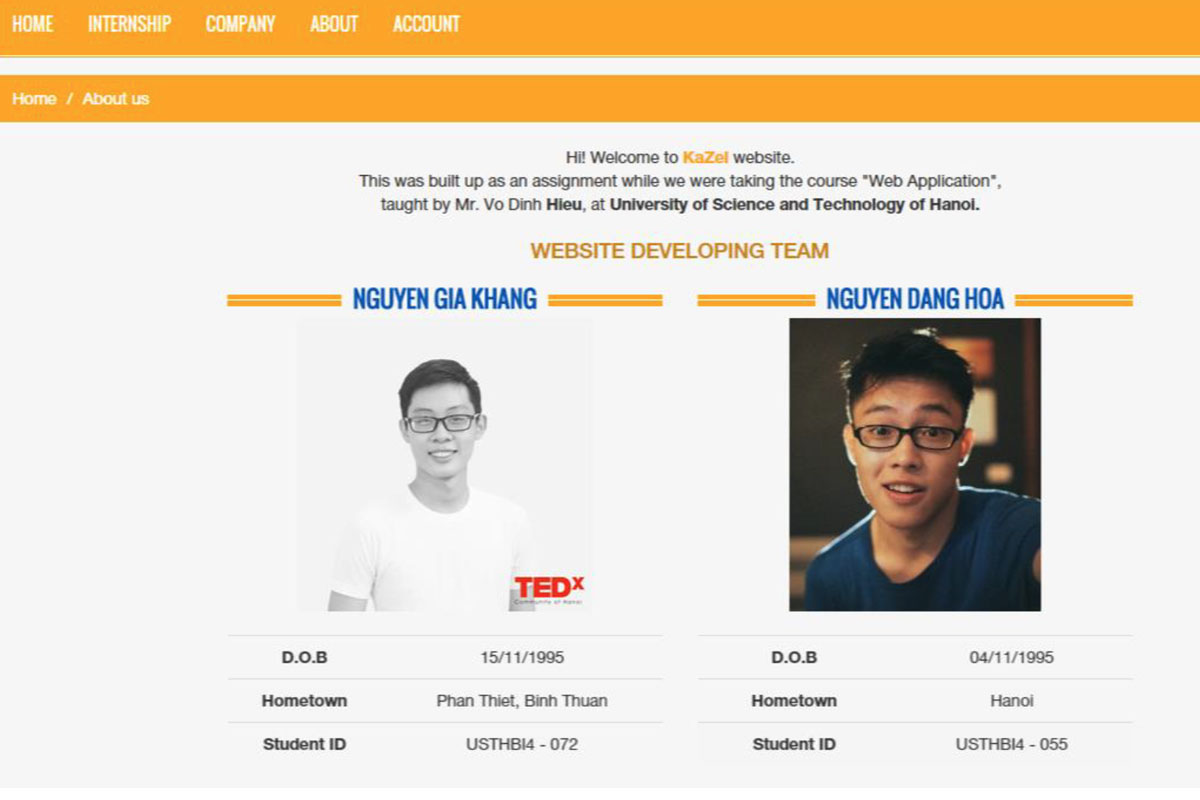 HOME INTERNSHIP COMPANY ABOUT ACCOUNT
Home / About us
Hi! Welcome to KaZel website.
This was built up as an assignment while we were taking the course "Web Application",
taught by Mr. Vo Dinh Hieu, at University of Science and Technology of Hanoi.
WEBSITE DEVELOPING TEAM
NGUYEN GIA KHANG
TEDx
Community of Hanoi
D.O.B 15/11/1995
Hometown Phan Thiet, Binh Thuan
Student ID USTHBI4 - 072
NGUYEN DANG HOA
D.O.B 04/11/1995
Hometown Hanoi
Student ID USTHBI4 - 055